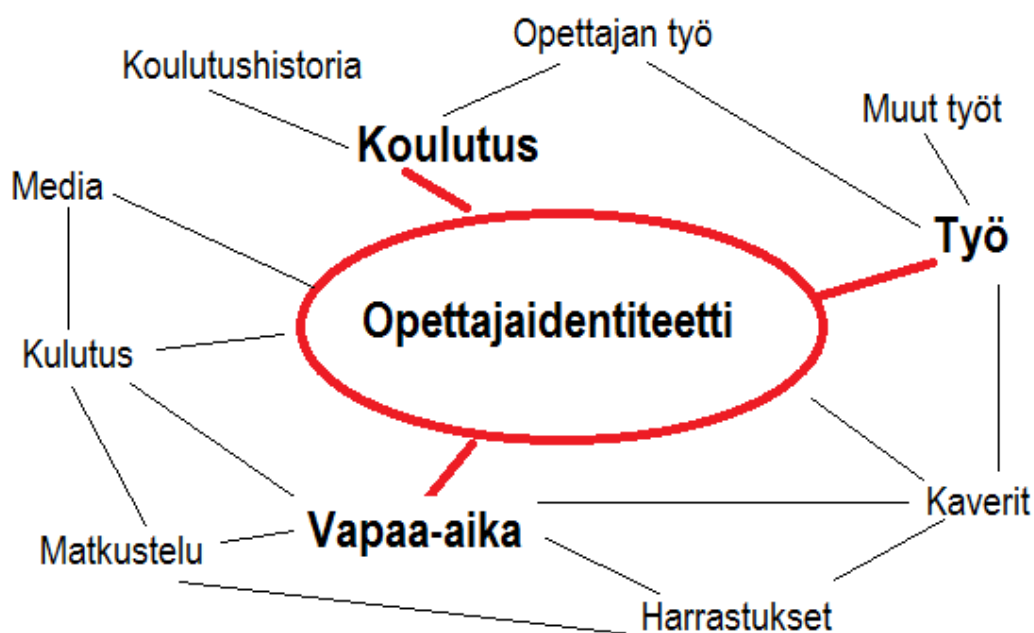 Opettajan työ
Koulutushistoria
Muut työt
Koulutus
Media
Työ
Opettajaidentiteetti
Kulutus
Kaverit
Vapaa-aika
Matkustelu
Harrastukset